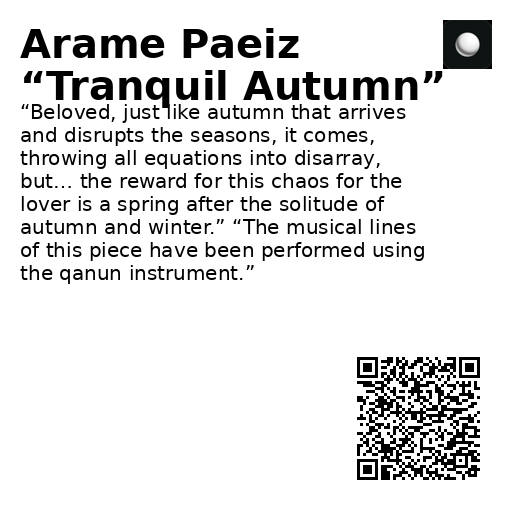 Arame Paeiz
“Tranquil Autumn”
“Beloved, just like autumn that arrives
and disrupts the seasons, it comes,
throwing all equations into disarray,
but... the reward for this chaos for the
lover is a spring after the solitude of
autumn and winter.” “The musical lines
of this piece have been performed using
the qanun instrument.”